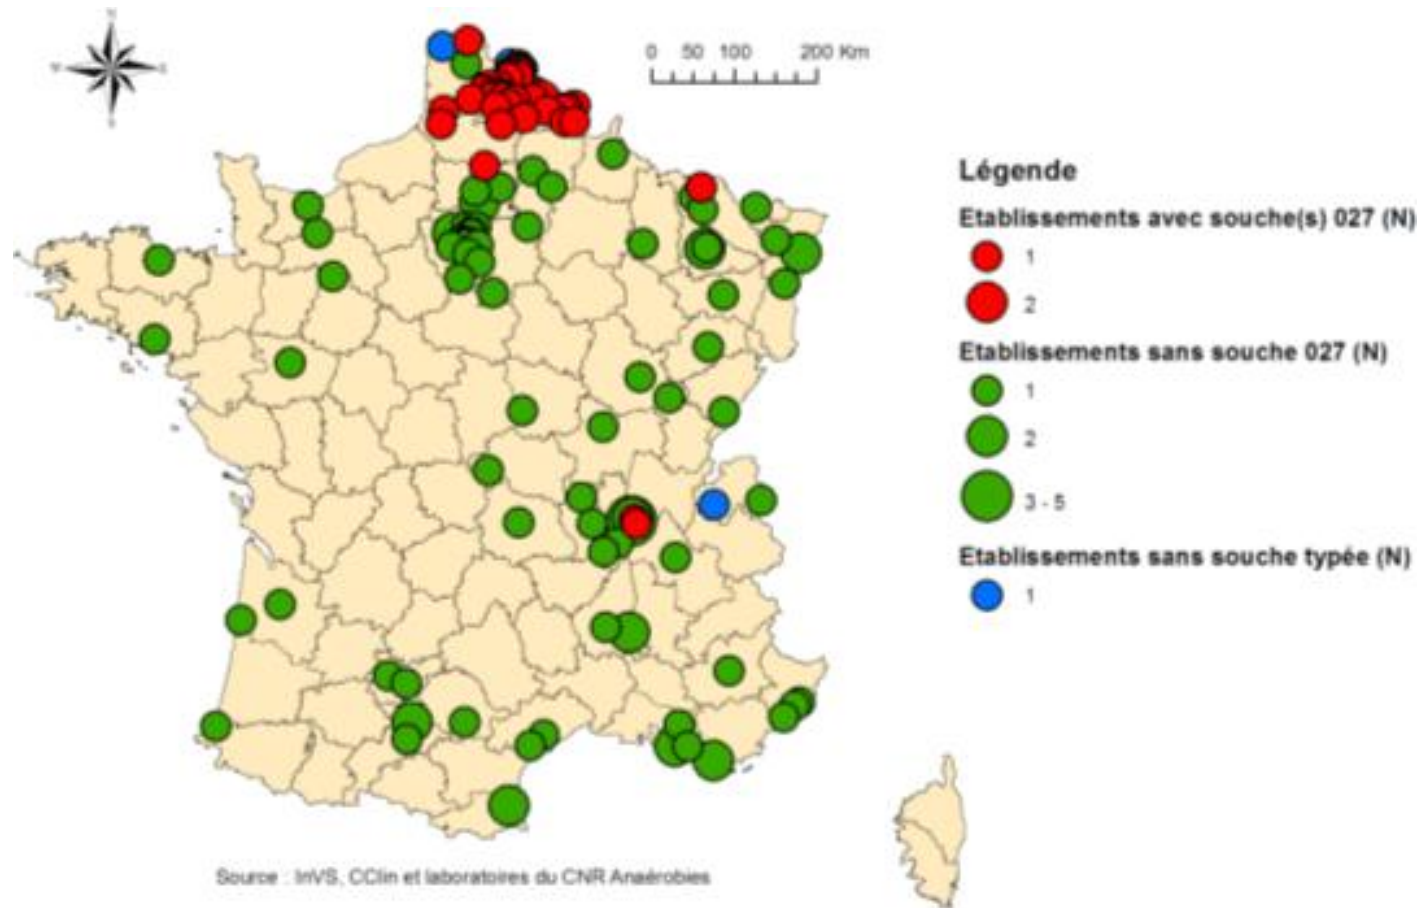 0 50 100 200 Km
Légende
Etablissements avec souche(s) 027 (N)
1
2
Etablissements sans souche 027 (N)
1
2
3 - 5
Etablissements sans souche typée (N)
1
Source : InVS, CClin et laboratoires du CNR Anaérobies